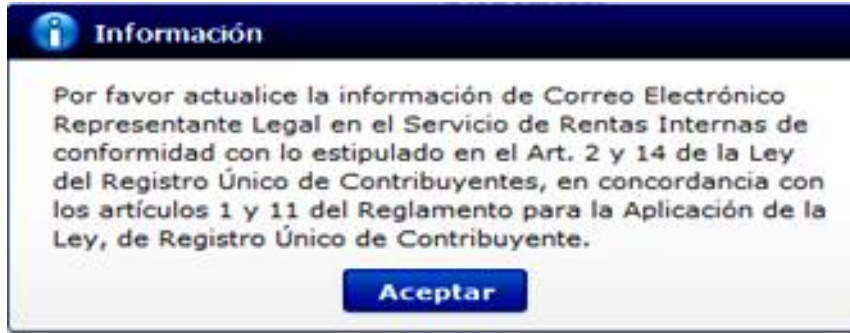 Información
Por favor actualice la información de Correo Electrónico
Representante Legal en el Servicio de Rentas Internas de
conformidad con lo estipulado en el Art. 2 y 14 de la Ley
del Registro Único de Contribuyentes, en concordancia con
los artículos 1 y 11 del Reglamento para la Aplicación de la
Ley, de Registro Único de Contribuyente.
Aceptar